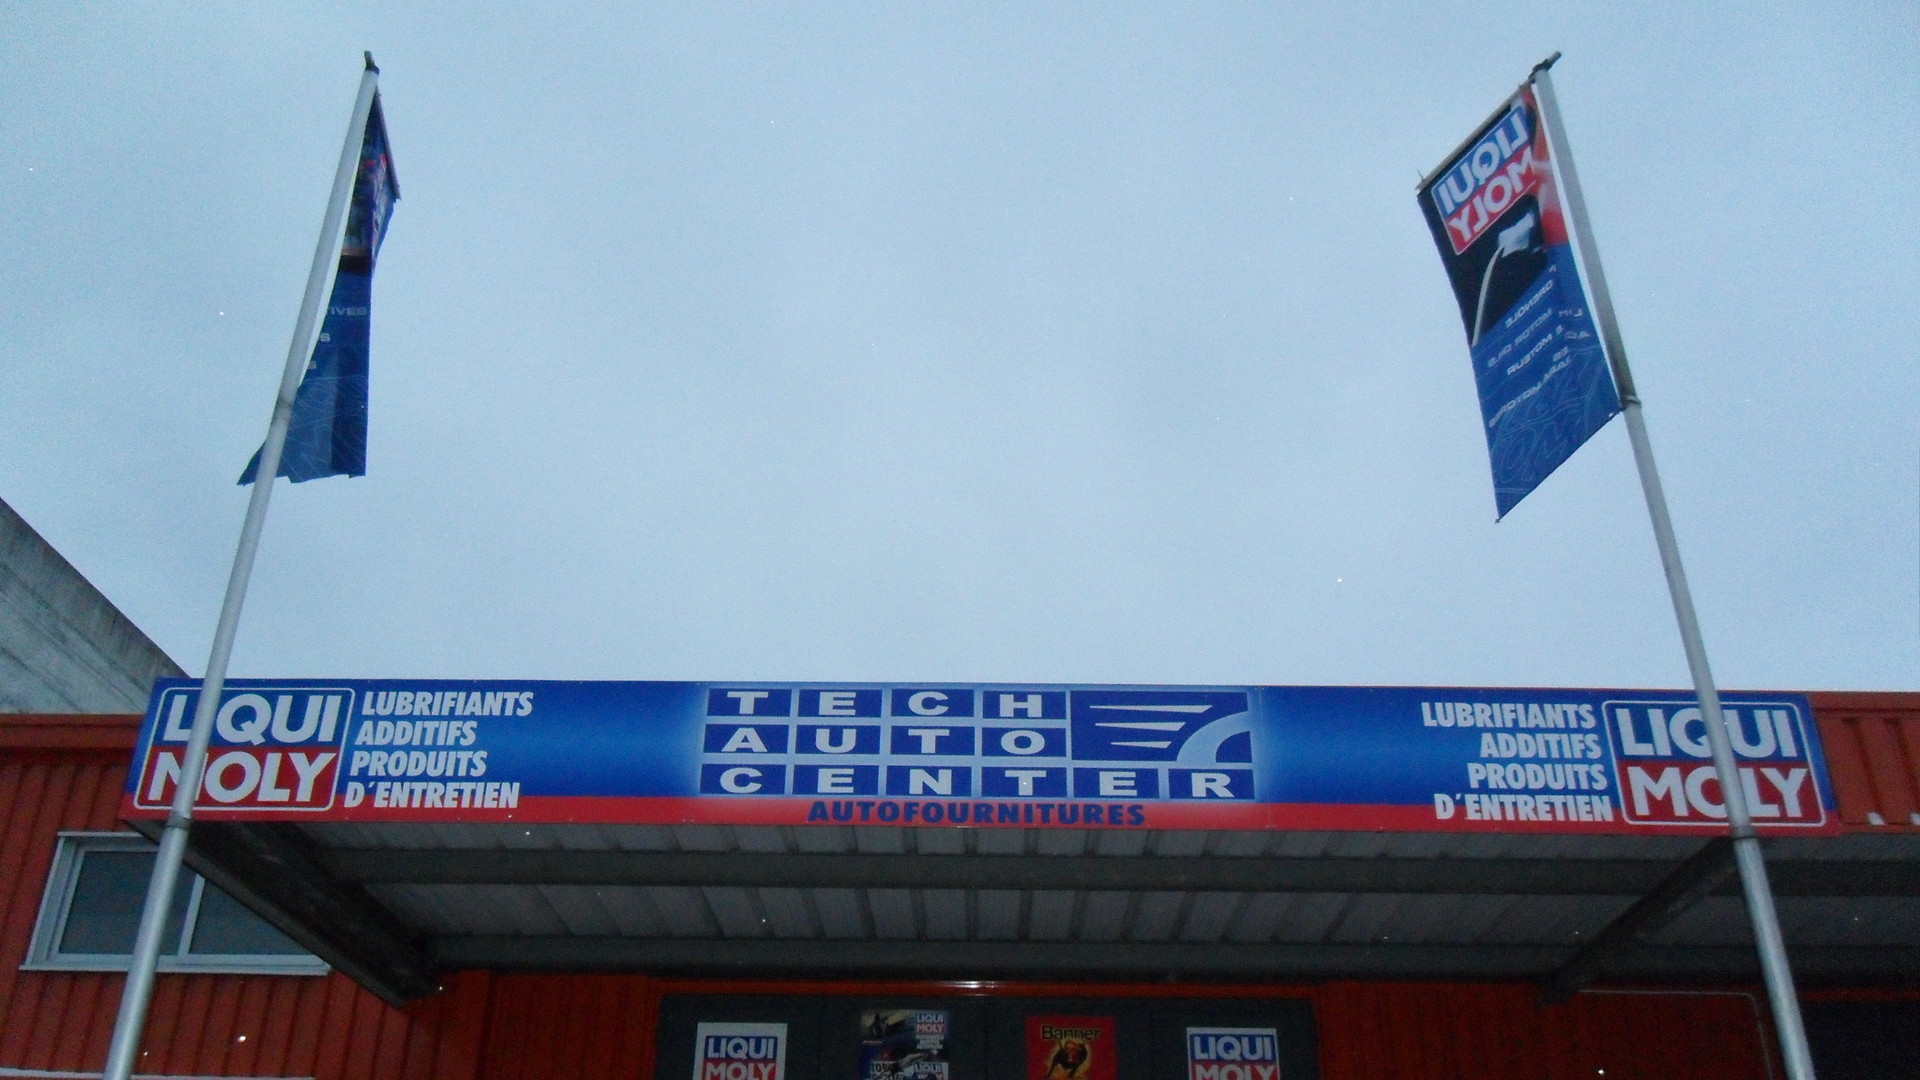 TIVES
LIQUI
MOLY
LIQUI
MOLY
LUBRIFIANTS
ADDITIFS
PRODUITS
D'ENTRETIEN
TECH
AUTO
CENTER
AUTOFOURNITURES
LUBRIFIANTS
ADDITIFS
PRODUITS
D'ENTRETIEN
LIQUI
MOLY
LIQUI
MOLY
LIQUI
MOLY
Banner
LIQUI
MOLY